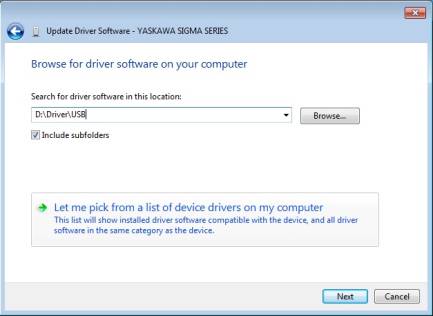 Update Driver Software - YASKAWA SIGMA SERIES
Browse for driver software on your computer
Search for driver software in this location:
D:\Driver\USB
Browse...
Include subfolders
Let me pick from a list of device drivers on my computer
This list will show installed driver software compatible with the device, and all driver
software in the same category as the device.
Next
Cancel